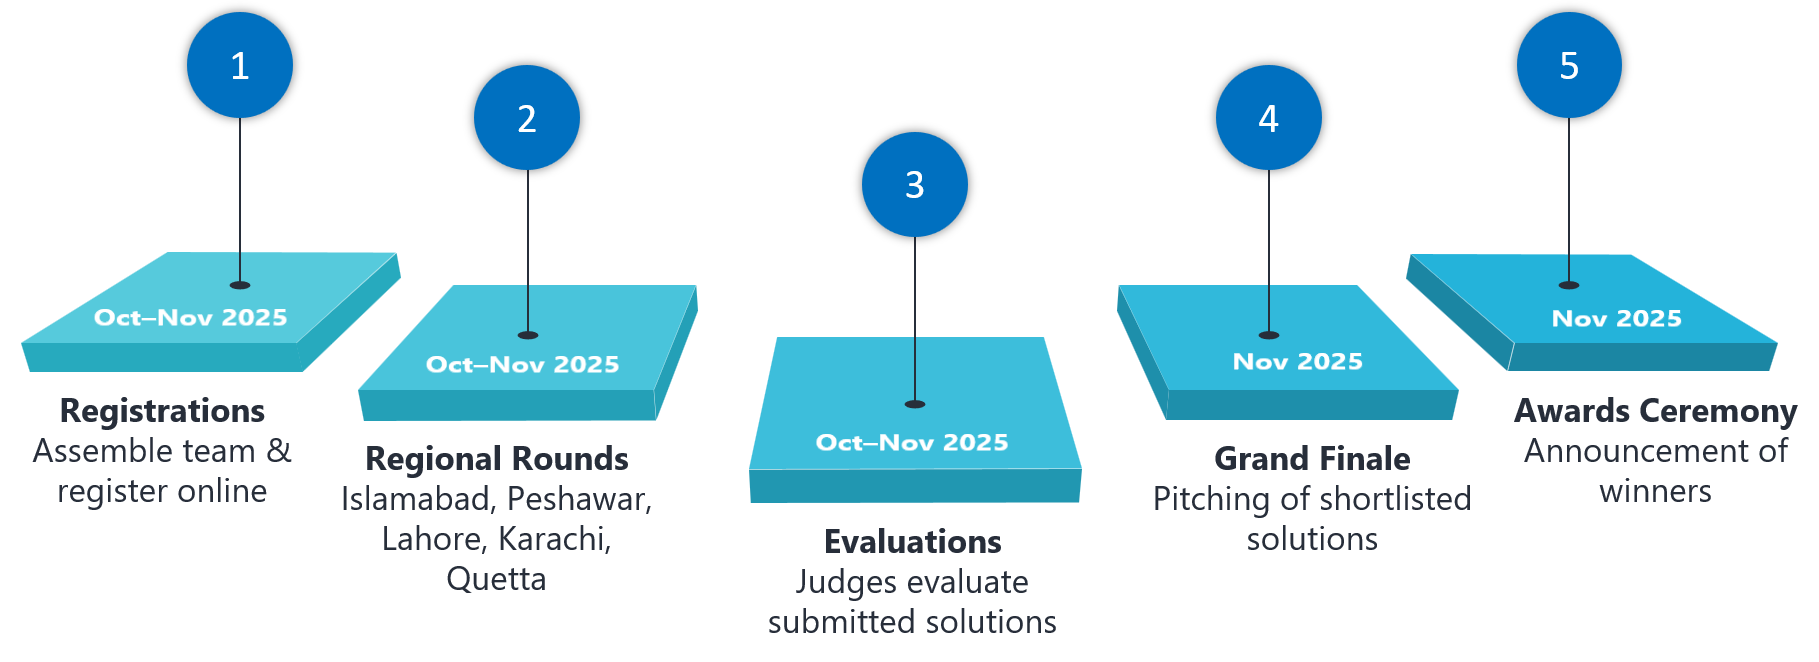 1
Oct–Nov 2025
Registrations
Assemble team &
register online
2
Oct–Nov 2025
Regional Rounds
Islamabad, Peshawar,
Lahore, Karachi,
Quetta
3
Oct–Nov 2025
Evaluations
Judges evaluate
submitted solutions
4
Nov 2025
Grand Finale
Pitching of shortlisted
solutions
5
Nov 2025
Awards Ceremony
Announcement of
winners